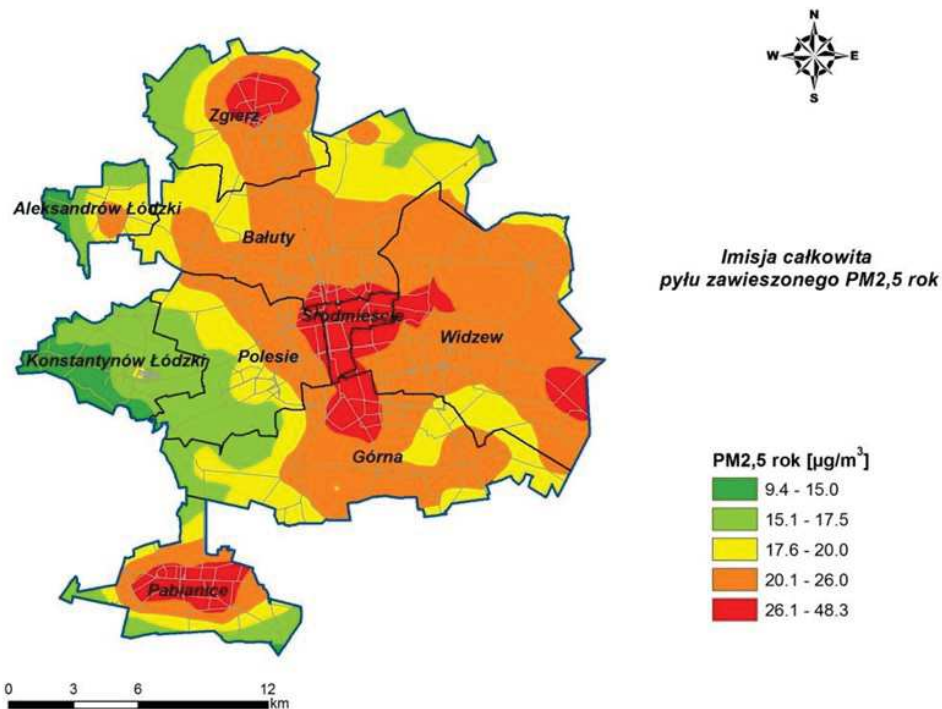 N
W E
S
Zgierz
Aleksandrów Łódzki
Bałuty
Imisja całkowita
pyłu zawieszonego PM2,5 rok
Śródmieście
Widzew
Konstantynów Łódzki
Polesie
Górna
PM2,5 rok [µg/m³]
9.4 - 15.0
15.1 - 17.5
17.6 - 20.0
20.1 - 26.0
26.1 - 48.3
Pabianice
0 3 6 12
km